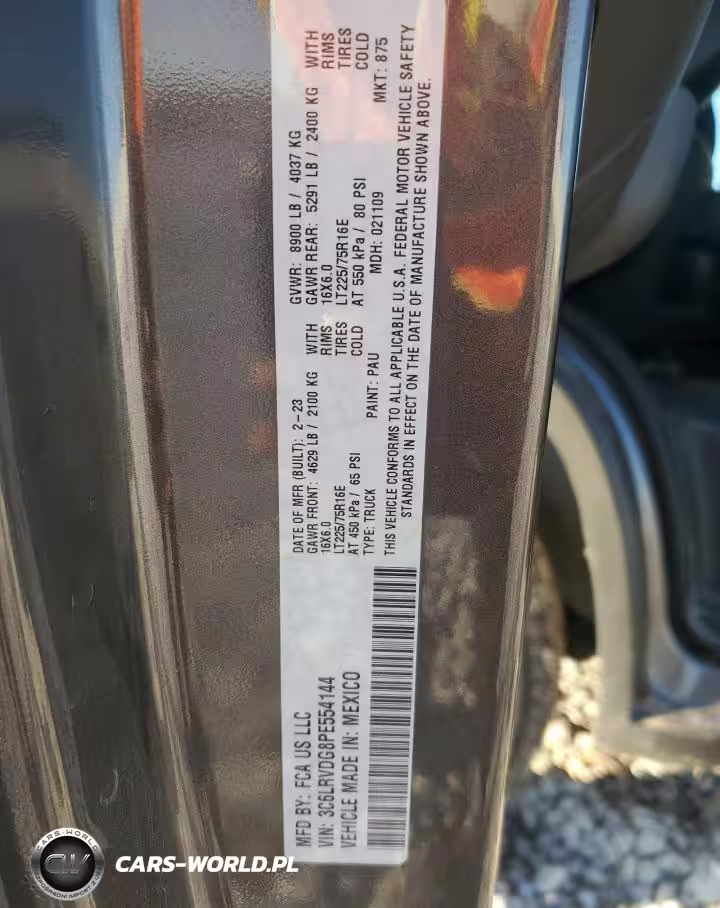 MFD BY: FCA US LLC
VIN: 3C6LRVDG8PE554144
VEHICLE MADE IN: MEXICO
DATE OF MFR (BUILT): 2-23 GVWR: 8900 LB / 4037 KG
GAWR FRONT: 4629 LB / 2100 KG WITH GAWR REAR: 5291 LB / 2400 KG WITH
16X6.0 RIMS 16X6.0 RIMS
LT225/75R16E TIRES LT225/75R16E TIRES
AT 450 kPa / 65 PSI COLD AT 550 kPa / 80 PSI COLD
TYPE: TRUCK PAINT: PAU MDH: 021109 MKT: 875
THIS VEHICLE CONFORMS TO ALL APPLICABLE U.S.A. FEDERAL MOTOR VEHICLE SAFETY
STANDARDS IN EFFECT ON THE DATE OF MANUFACTURE SHOWN ABOVE.
CARS-WORLD
CW
CARS-WORLD.PL